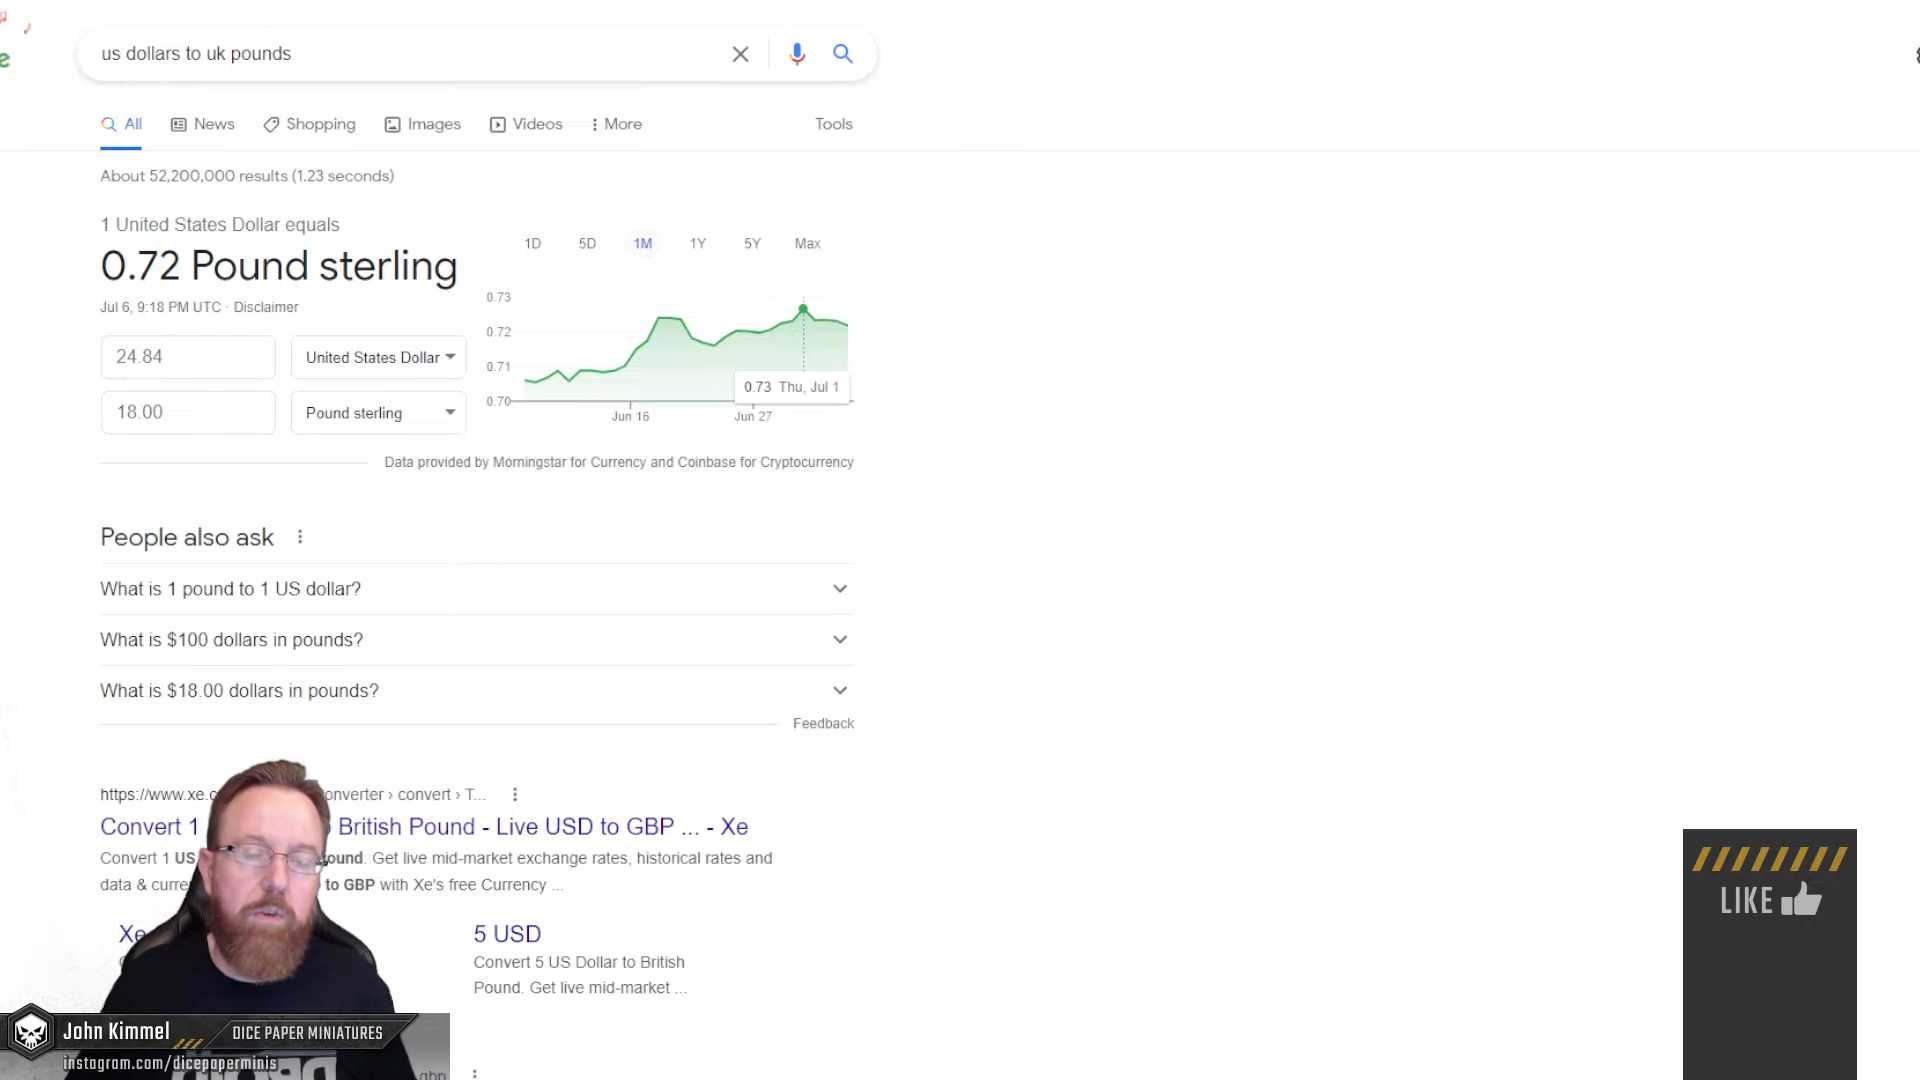 us dollars to uk pounds
All
News
Shopping
Images
Videos
More
Tools
About 52,200,000 results (1.23 seconds)
1 United States Dollar equals
0.72 Pound sterling
Jul 6, 9:18 PM UTC · Disclaimer
24.84
United States Dollar
18.00
Pound sterling
1D
5D
1M
1Y
5Y
Max
0.73
0.72
0.71
0.70
0.73 Thu, Jul 1
Jun 16
Jun 27
Data provided by Morningstar for Currency and Coinbase for Cryptocurrency
People also ask
What is 1 pound to 1 US dollar?
What is $100 dollars in pounds?
What is $18.00 dollars in pounds?
Feedback
https://www.xe.c onverter › convert › T...
Convert 1 British Pound - Live USD to GBP ... - Xe
Convert 1 US ound. Get live mid-market exchange rates, historical rates and
data & curre to GBP with Xe's free Currency ...
Xe
5 USD
Convert 5 US Dollar to British
Pound. Get live mid-market ...
LIKE
John Kimmel
DICE PAPER MINIATURES
instagram.com/dicepaperminis
gbp